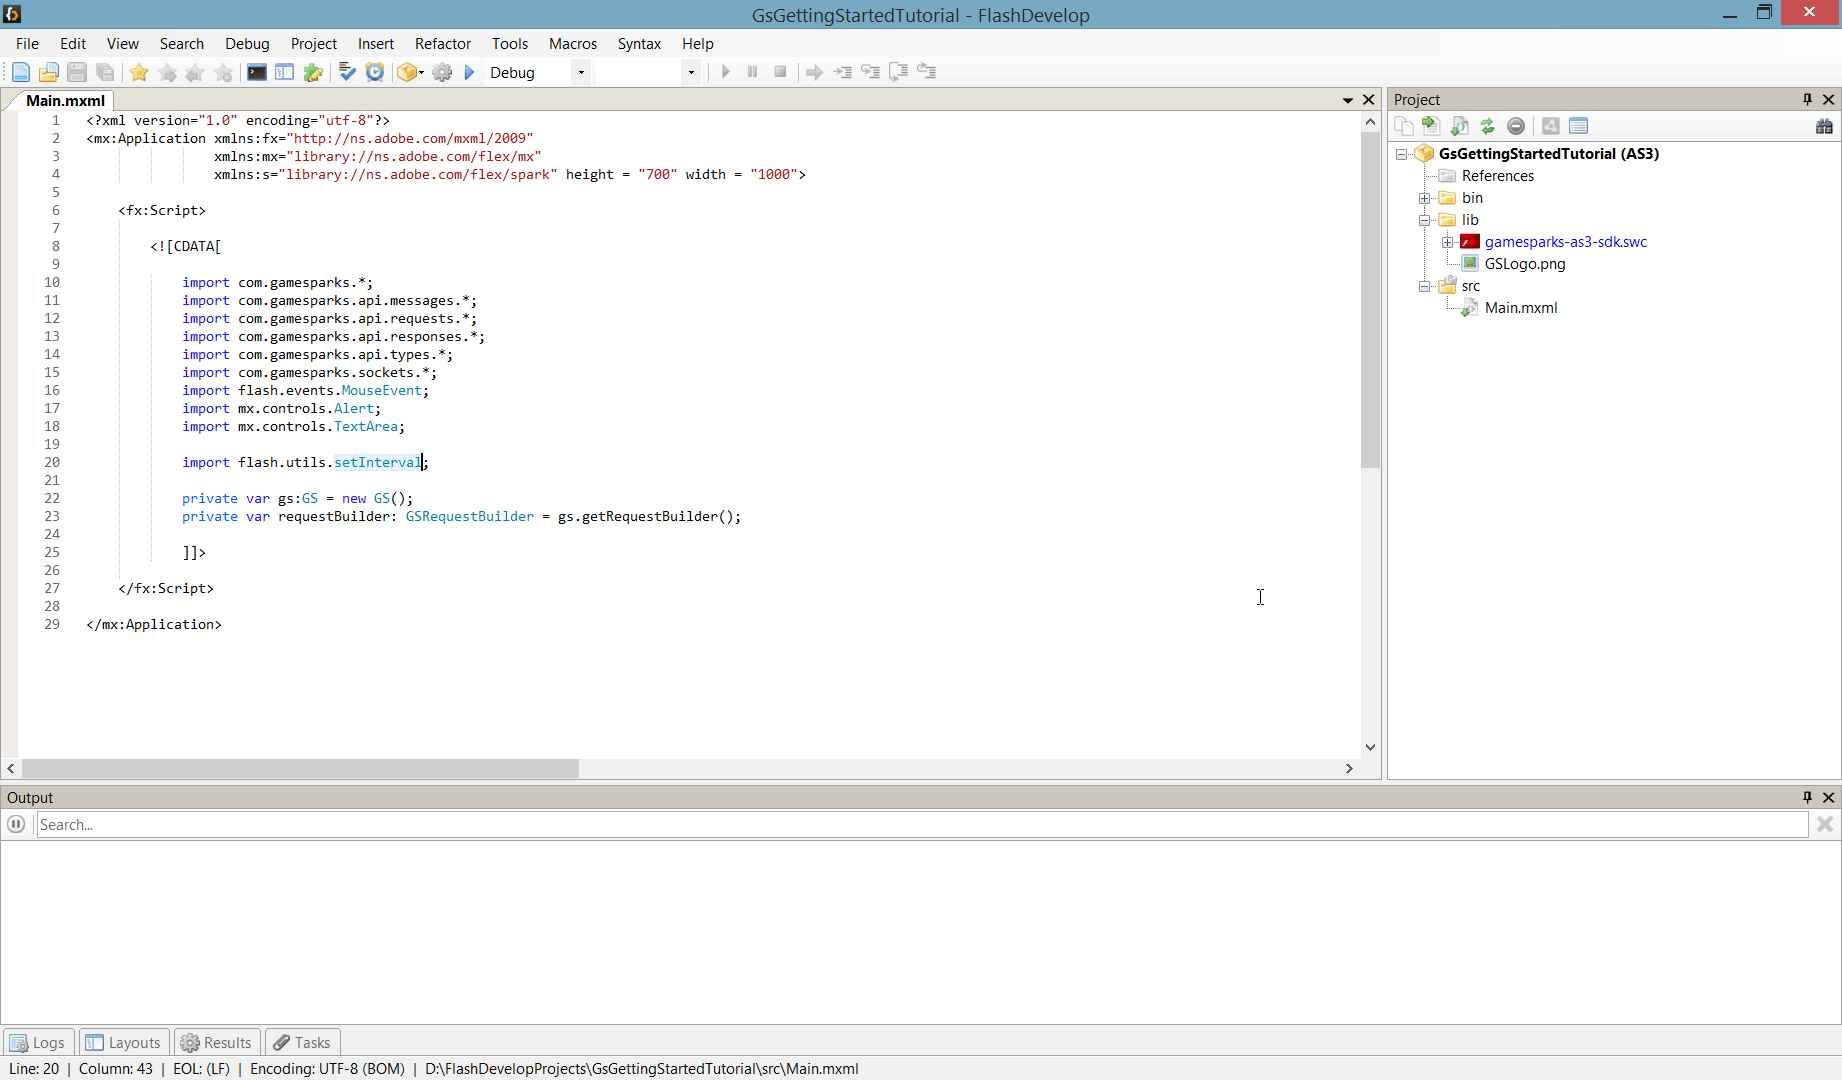 GsGettingStartedTutorial - FlashDevelop
File Edit View Search Debug Project Insert Refactor Tools Macros Syntax Help
Debug
Main.mxml
1 <?xml version="1.0" encoding="utf-8"?>
2 <mx:Application xmlns:fx="http://ns.adobe.com/mxml/2009"
3 xmlns:mx="library://ns.adobe.com/flex/mx"
4 xmlns:s="library://ns.adobe.com/flex/spark" height = "700" width = "1000">
5
6 <fx:Script>
7
8 <![CDATA[
9
10 import com.gamesparks.*;
11 import com.gamesparks.api.messages.*;
12 import com.gamesparks.api.requests.*;
13 import com.gamesparks.api.responses.*;
14 import com.gamesparks.api.types.*;
15 import com.gamesparks.sockets.*;
16 import flash.events.MouseEvent;
17 import mx.controls.Alert;
18 import mx.controls.TextArea;
19
20 import flash.utils.setInterval;
21
22 private var gs:GS = new GS();
23 private var requestBuilder: GSRequestBuilder = gs.getRequestBuilder();
24
25 ]]>
26
27 </fx:Script>
28
29 </mx:Application>
Project
GsGettingStartedTutorial (AS3)
References
bin
lib
gamesparks-as3-sdk.swc
GSLogo.png
src
Main.mxml
Output
Search...
Logs Layouts Results Tasks
Line: 20 | Column: 43 | EOL: (LF) | Encoding: UTF-8 (BOM) | D:\FlashDevelopProjects\GsGettingStartedTutorial\src\Main.mxml